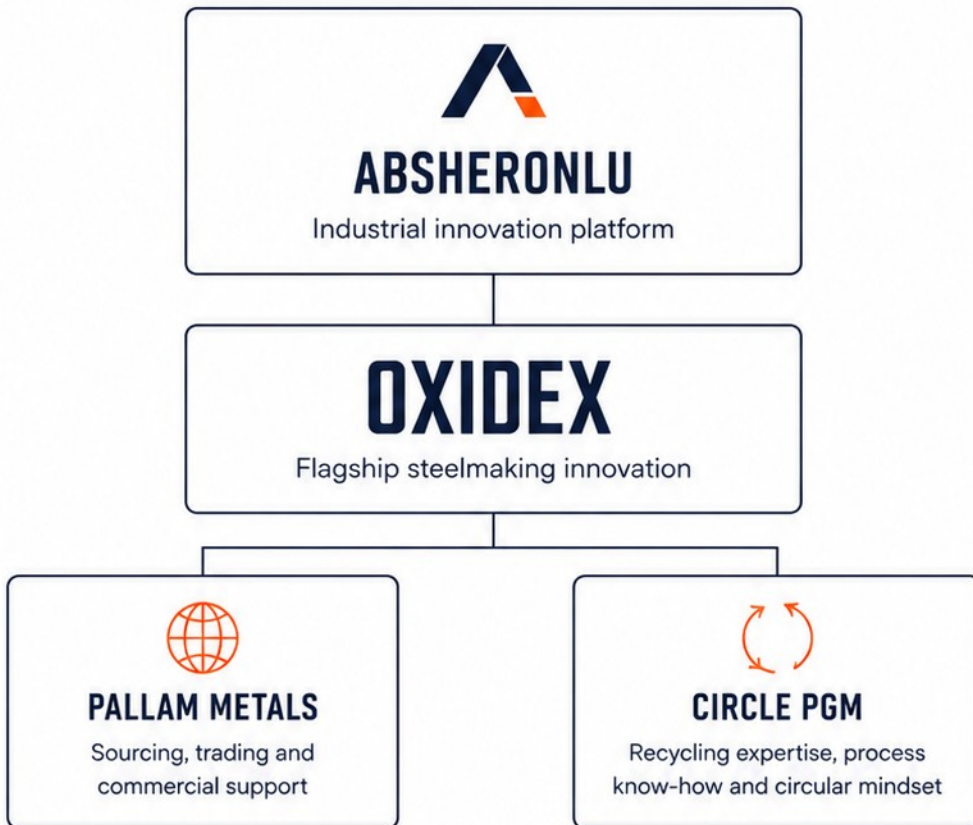 ABSHERONLU
Industrial innovation platform
OXIDEX
Flagship steelmaking innovation
PALLAM METALS
Sourcing, trading and
commercial support
CIRCLE PGM
Recycling expertise, process
know-how and circular mindset